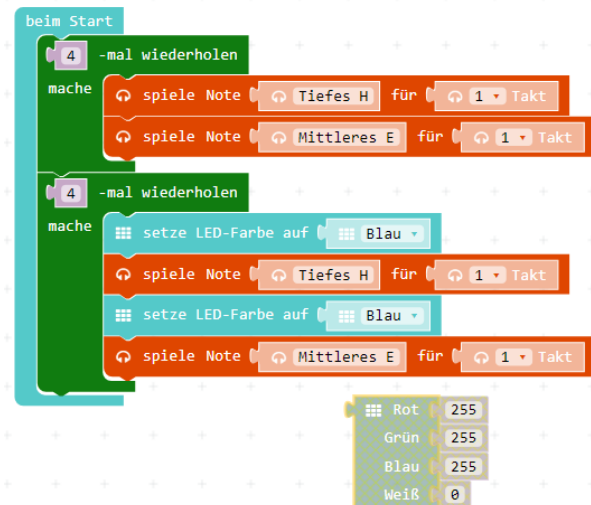 beim Start
4 -mal wiederholen
mache
spiele Note Tiefes H für 1 Takt
spiele Note Mittleres E für 1 Takt
4 -mal wiederholen
mache
setze LED-Farbe auf Blau
spiele Note Tiefes H für 1 Takt
setze LED-Farbe auf Blau
spiele Note Mittleres E für 1 Takt
Rot 255
Grün 255
Blau 255
Weiß 0